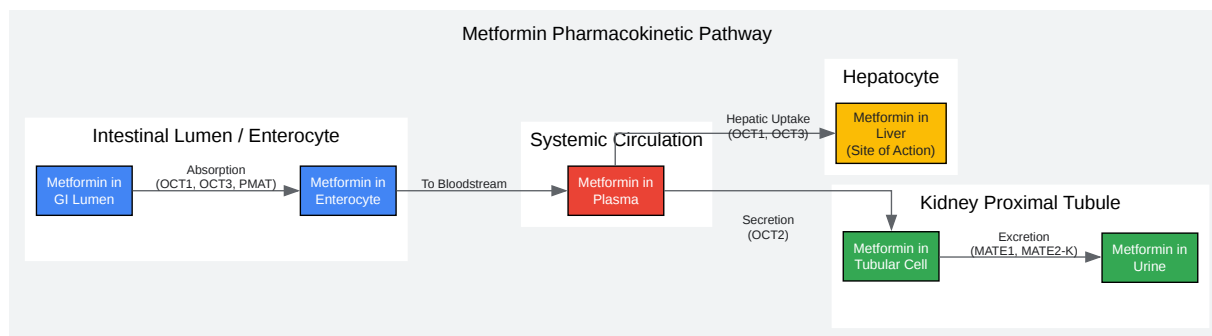 Metformin Pharmacokinetic Pathway
Intestinal Lumen / Enterocyte
Metformin in
GI Lumen
Absorption
(OCT1, OCT3, PMAT)
Metformin in
Enterocyte
To Bloodstream
Systemic Circulation
Metformin in
Plasma
Hepatic Uptake
(OCT1, OCT3)
Hepatocyte
Metformin in
Liver
(Site of Action)
Secretion
(OCT2)
Kidney Proximal Tubule
Metformin in
Tubular Cell
Excretion
(MATE1, MATE2-K)
Metformin in
Urine